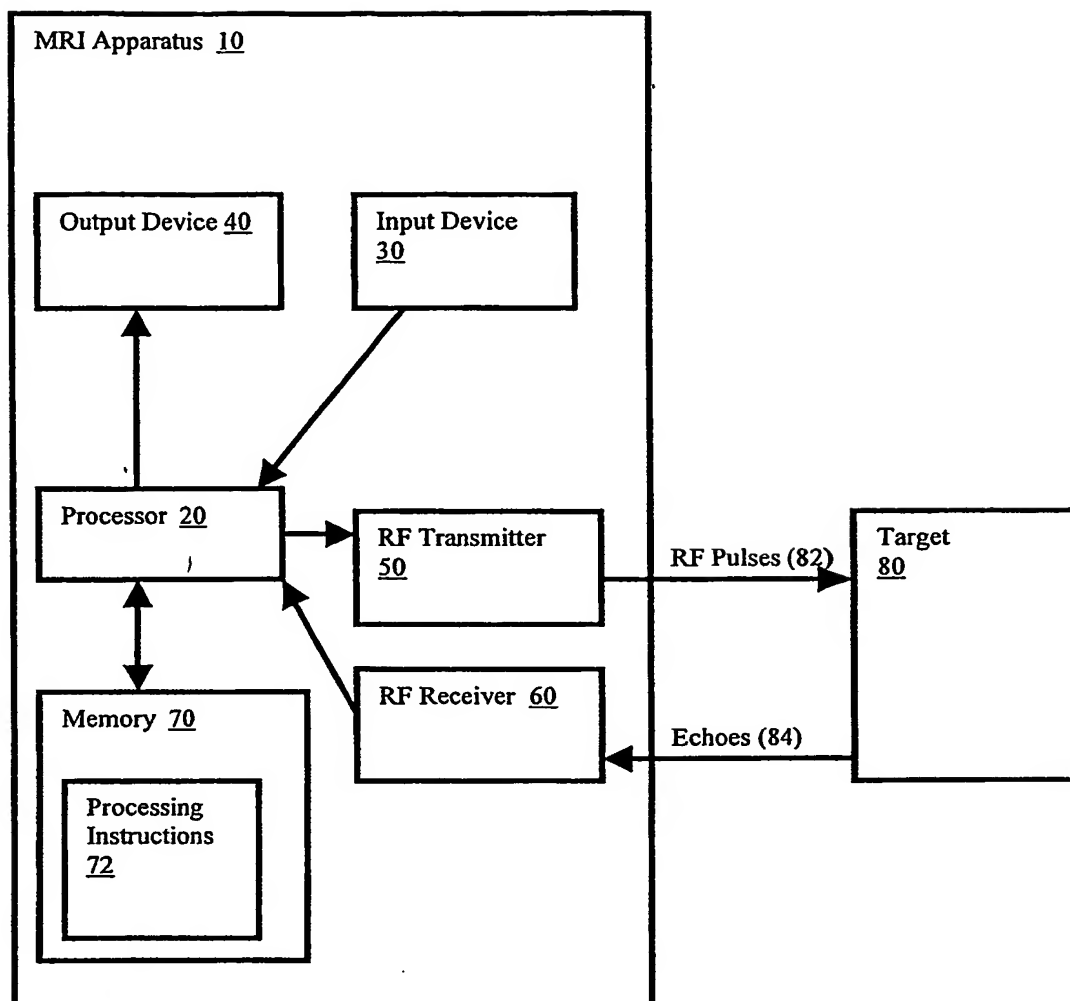 MRI Apparatus 10
Output Device 40
Input Device
30
Processor 20
RF Transmitter
50
RF Pulses (82)
Target
80
RF Receiver 60
Memory 70
Echoes (84)
Processing
Instructions
72